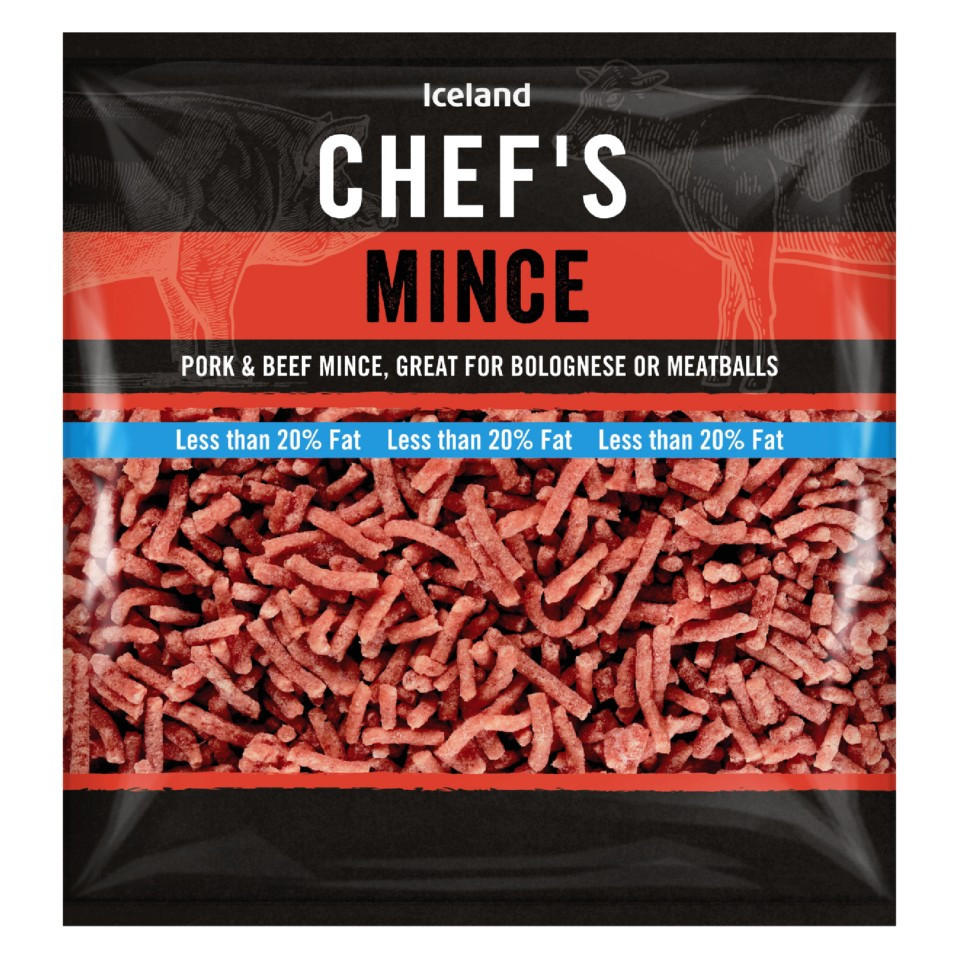 Iceland
CHEF'S
MINCE
PORK & BEEF MINCE, GREAT FOR BOLOGNESE OR MEATBALLS
Less than 20% Fat Less than 20% Fat Less than 20% Fat